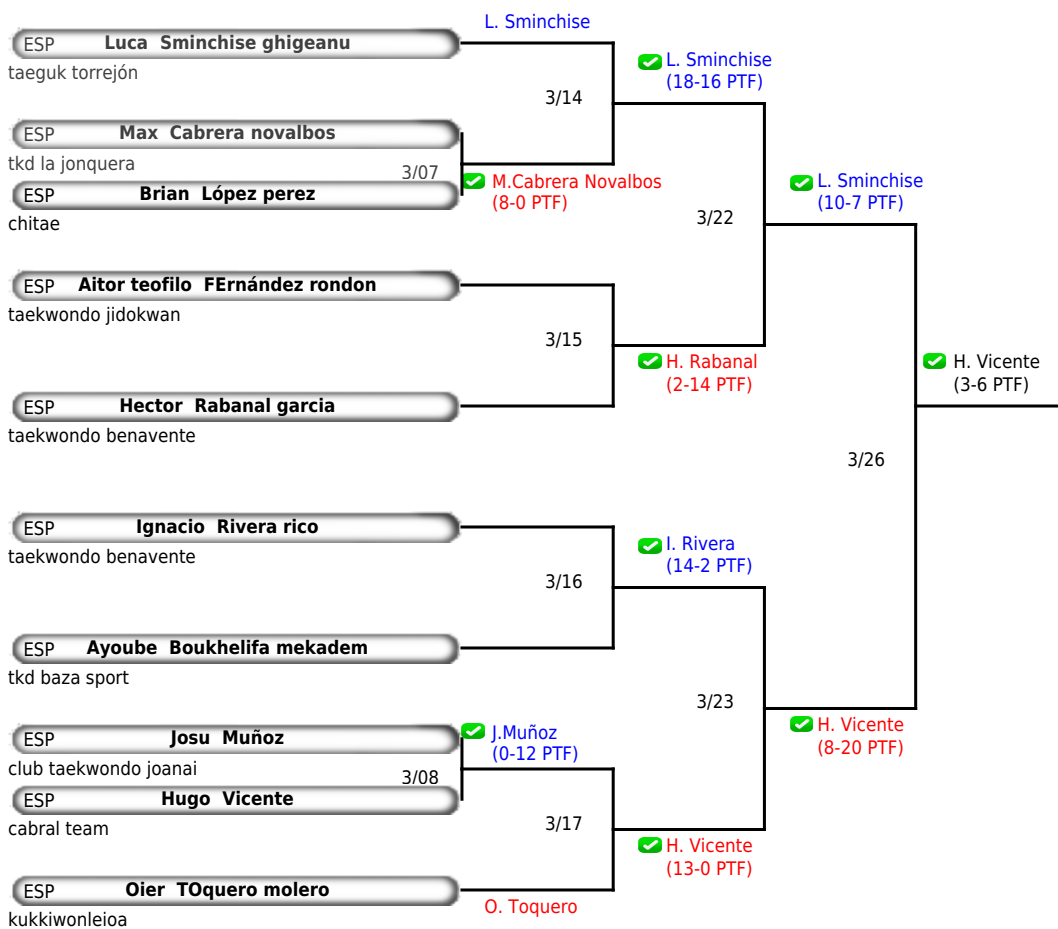 L. Sminchise
ESP Luca Sminchise ghigeanu
taeguk torrejón
L. Sminchise
(18-16 PTF)
3/14
ESP Max Cabrera novalbos
tkd la jonquera
3/07
ESP Brian López perez
chitae
M.Cabrera Novalbos
(8-0 PTF)
L. Sminchise
(10-7 PTF)
3/22
ESP Aitor teofilo FErnández rondon
taekwondo jidokwan
3/15
H. Rabanal
(2-14 PTF)
H. Vicente
(3-6 PTF)
ESP Hector Rabanal garcia
taekwondo benavente
3/26
ESP Ignacio Rivera rico
taekwondo benavente
I. Rivera
(14-2 PTF)
3/16
ESP Ayoube Boukhelifa mekadem
tkd baza sport
3/23
ESP Josu Muñoz
club taekwondo joanai
J.Muñoz
(0-12 PTF)
H. Vicente
(8-20 PTF)
3/08
ESP Hugo Vicente
cabral team
3/17
H. Vicente
(13-0 PTF)
ESP Oier TOquero molero
kukkiwonleioa
O. Toquero